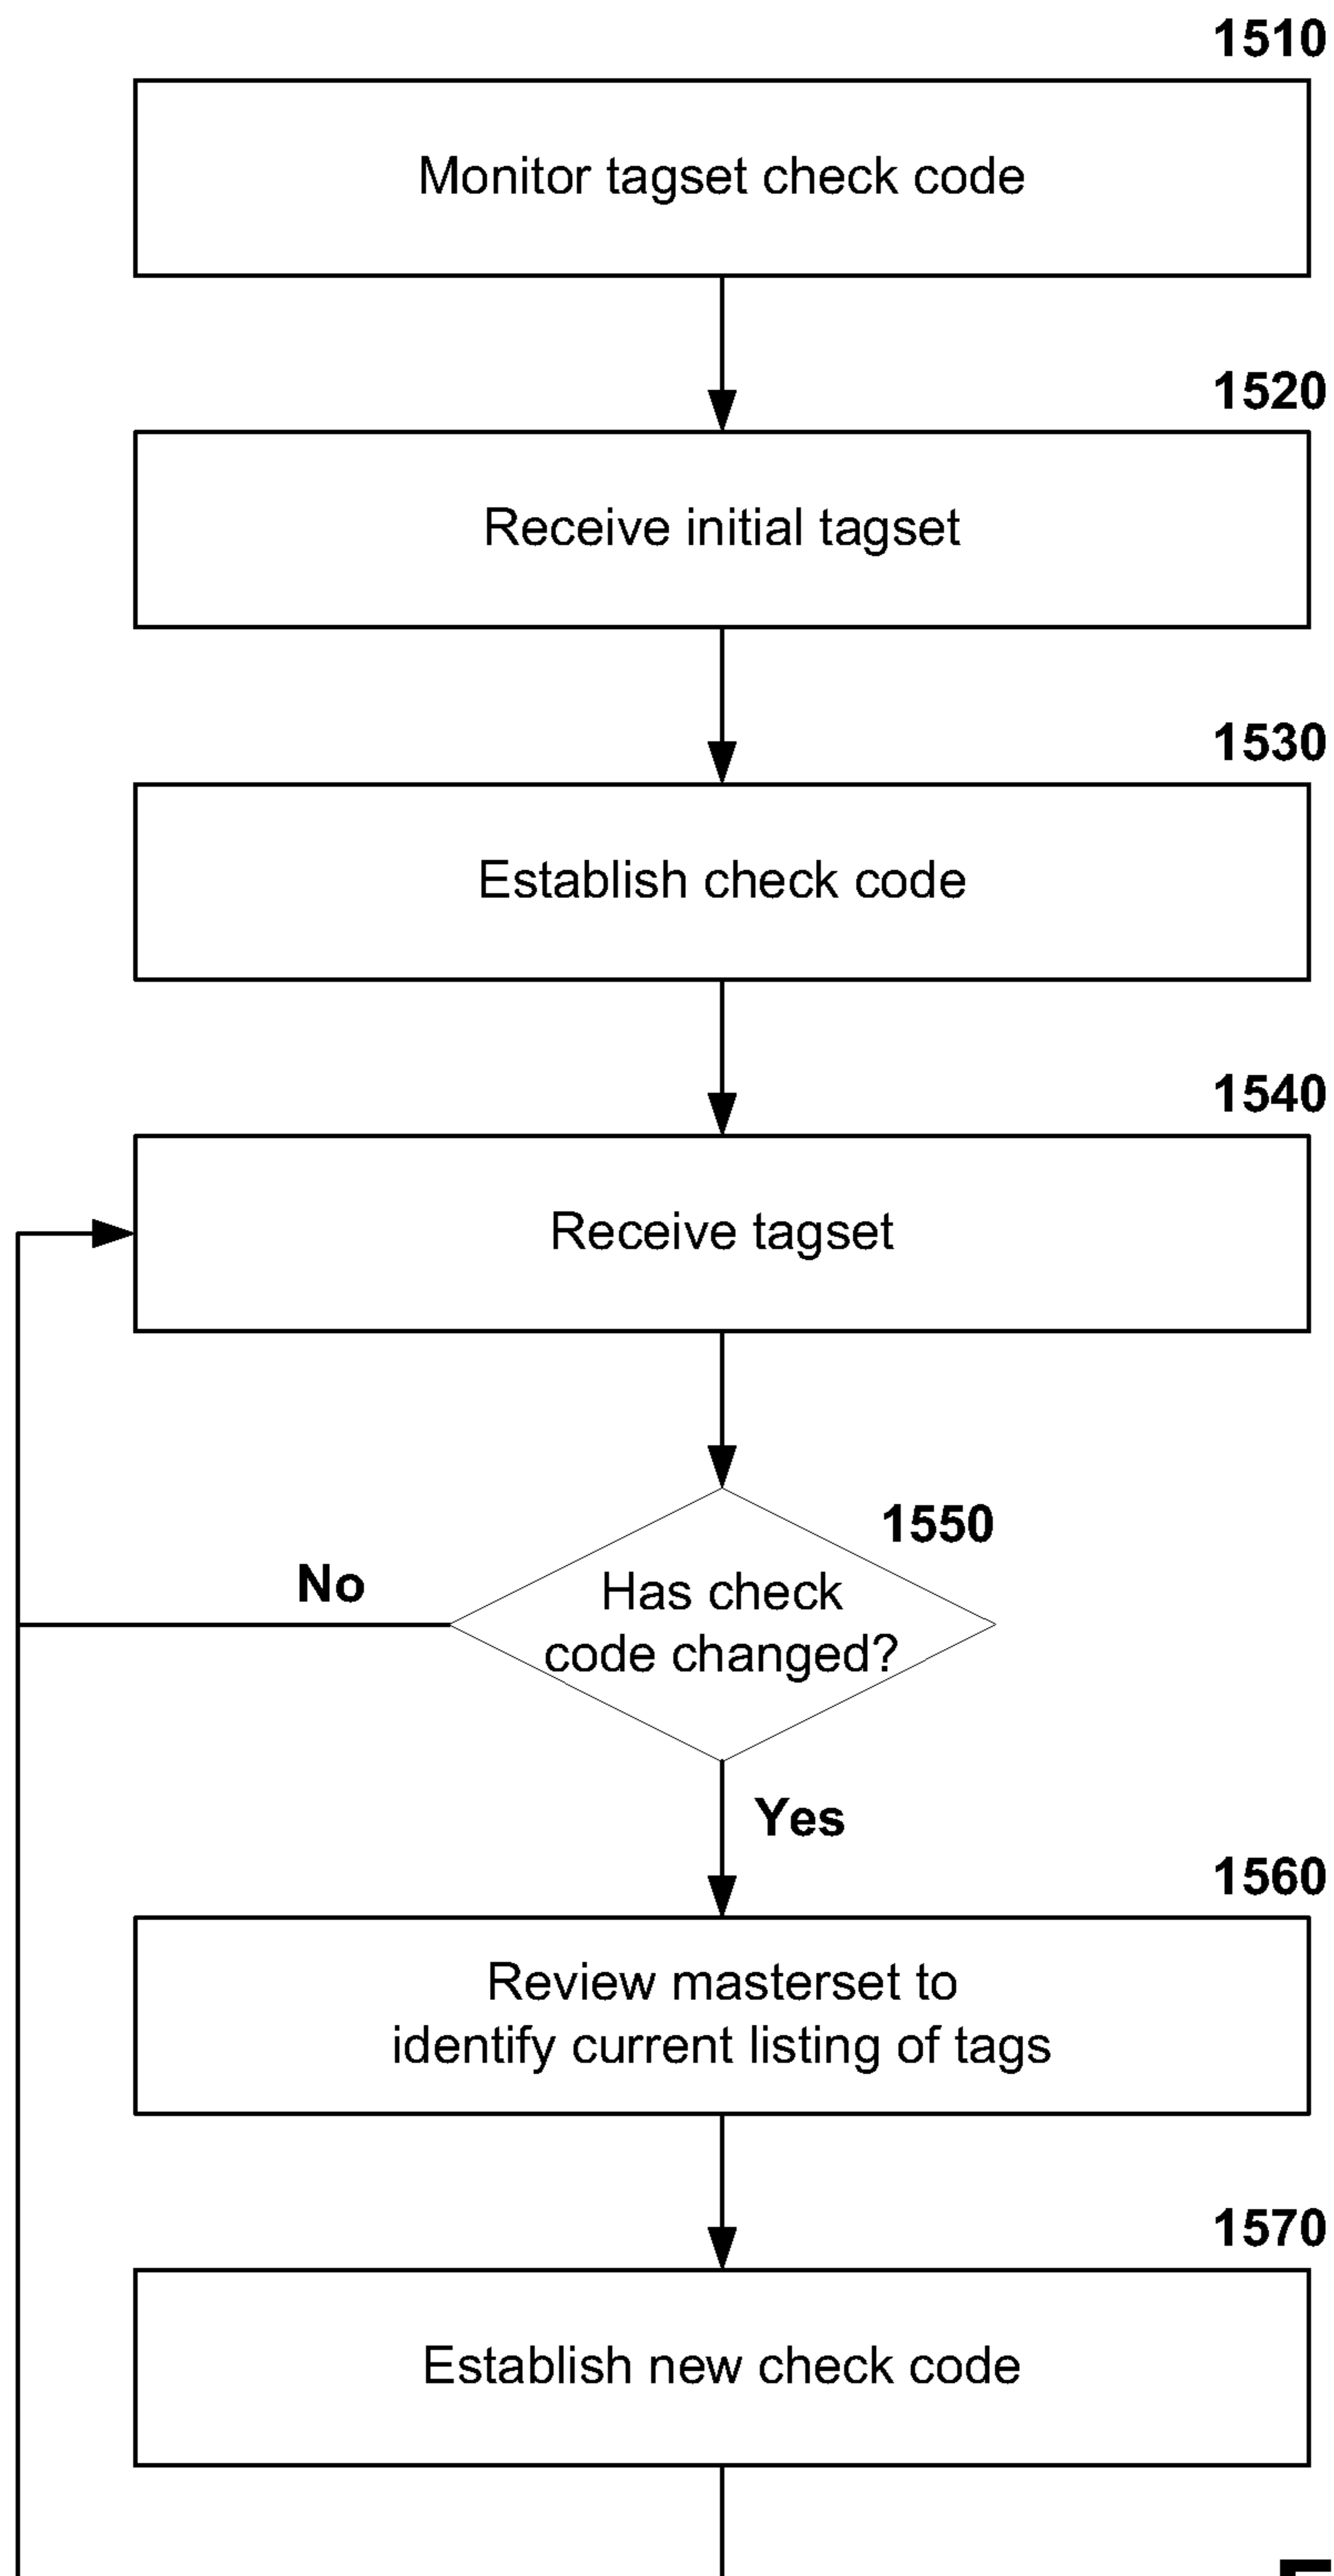 1510
Monitor tagset check code
1520
Receive initial tagset
1530
Establish check code
1540
Receive tagset
1550
No
Has check
code changed?
Yes
1560
Review masterset to
identify current listing of tags
1570
Establish new check code